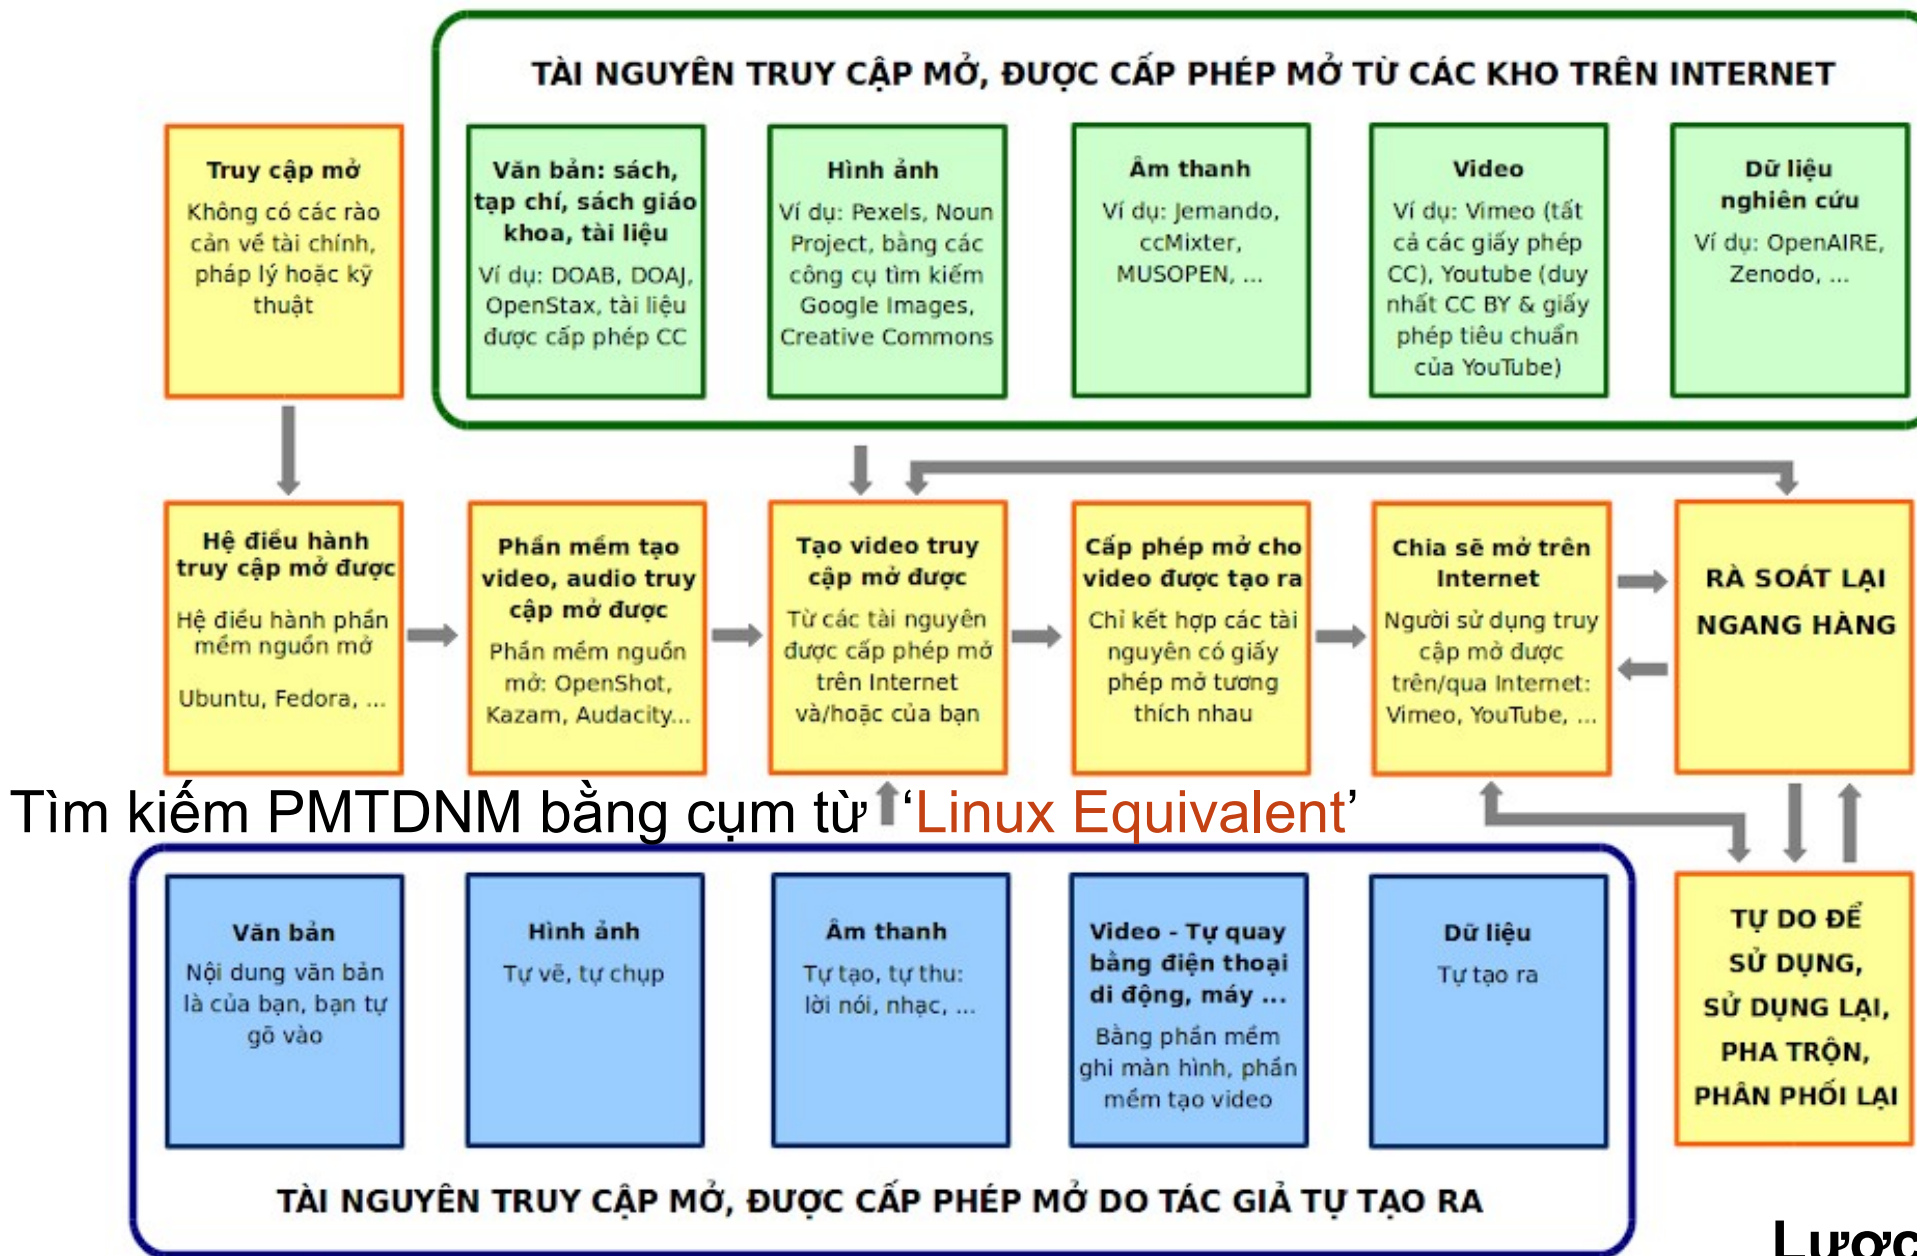 TÀI NGUYÊN TRUY CẬP MỞ, ĐƯỢC CẤP PHÉP MỞ TỪ CÁC KHO TRÊN INTERNET
Truy cập mở
Không có các rào
cản về tài chính,
pháp lý hoặc kỹ
thuật
Văn bản: sách,
tạp chí, sách giáo
khoa, tài liệu
Ví dụ: DOAB, DOAJ,
OpenStax, tài liệu
được cấp phép CC
Hình ảnh
Ví dụ: Pexels, Noun
Project, bằng các
công cụ tìm kiếm
Google Images,
Creative Commons
Âm thanh
Ví dụ: Jemando,
ccMixter,
MUSOPEN, ...
Video
Ví dụ: Vimeo (tất
cả các giấy phép
CC), Youtube (duy
nhất CC BY & giấy
phép tiêu chuẩn
của YouTube)
Dữ liệu
nghiên cứu
Ví dụ: OpenAIRE,
Zenodo, ...
Hệ điều hành
truy cập mở được
Hệ điều hành phần
mềm nguồn mở
Ubuntu, Fedora, ...
Phần mềm tạo
video, audio truy
cập mở được
Phần mềm nguồn
mở: OpenShot,
Kazam, Audacity...
Tạo video truy
cập mở được
Từ các tài nguyên
được cấp phép mở
trên Internet
và/hoặc của bạn
Cấp phép mở cho
video được tạo ra
Chỉ kết hợp các tài
nguyên có giấy
phép mở tương
thích nhau
Chia sẽ mở trên
Internet
Người sử dụng truy
cập mở được
trên/qua Internet:
Vimeo, YouTube, ...
RÀ SOÁT LẠI
NGANG HÀNG
Tìm kiếm PMTDNM bằng cụm từ ‘Linux Equivalent’
Văn bản
Nội dung văn bản
là của bạn, bạn tự
gõ vào
Hình ảnh
Tự vẽ, tự chụp
Âm thanh
Tự tạo, tự thu:
lời nói, nhạc, ...
Video - Tự quay
bằng điện thoại
di động, máy ...
Bằng phần mềm
ghi màn hình, phần
mềm tạo video
Dữ liệu
Tự tạo ra
TỰ DO ĐỂ
SỬ DỤNG,
SỬ DỤNG LẠI,
PHA TRỘN,
PHÂN PHỐI LẠI
TÀI NGUYÊN TRUY CẬP MỞ, ĐƯỢC CẤP PHÉP MỞ DO TÁC GIẢ TỰ TẠO RA